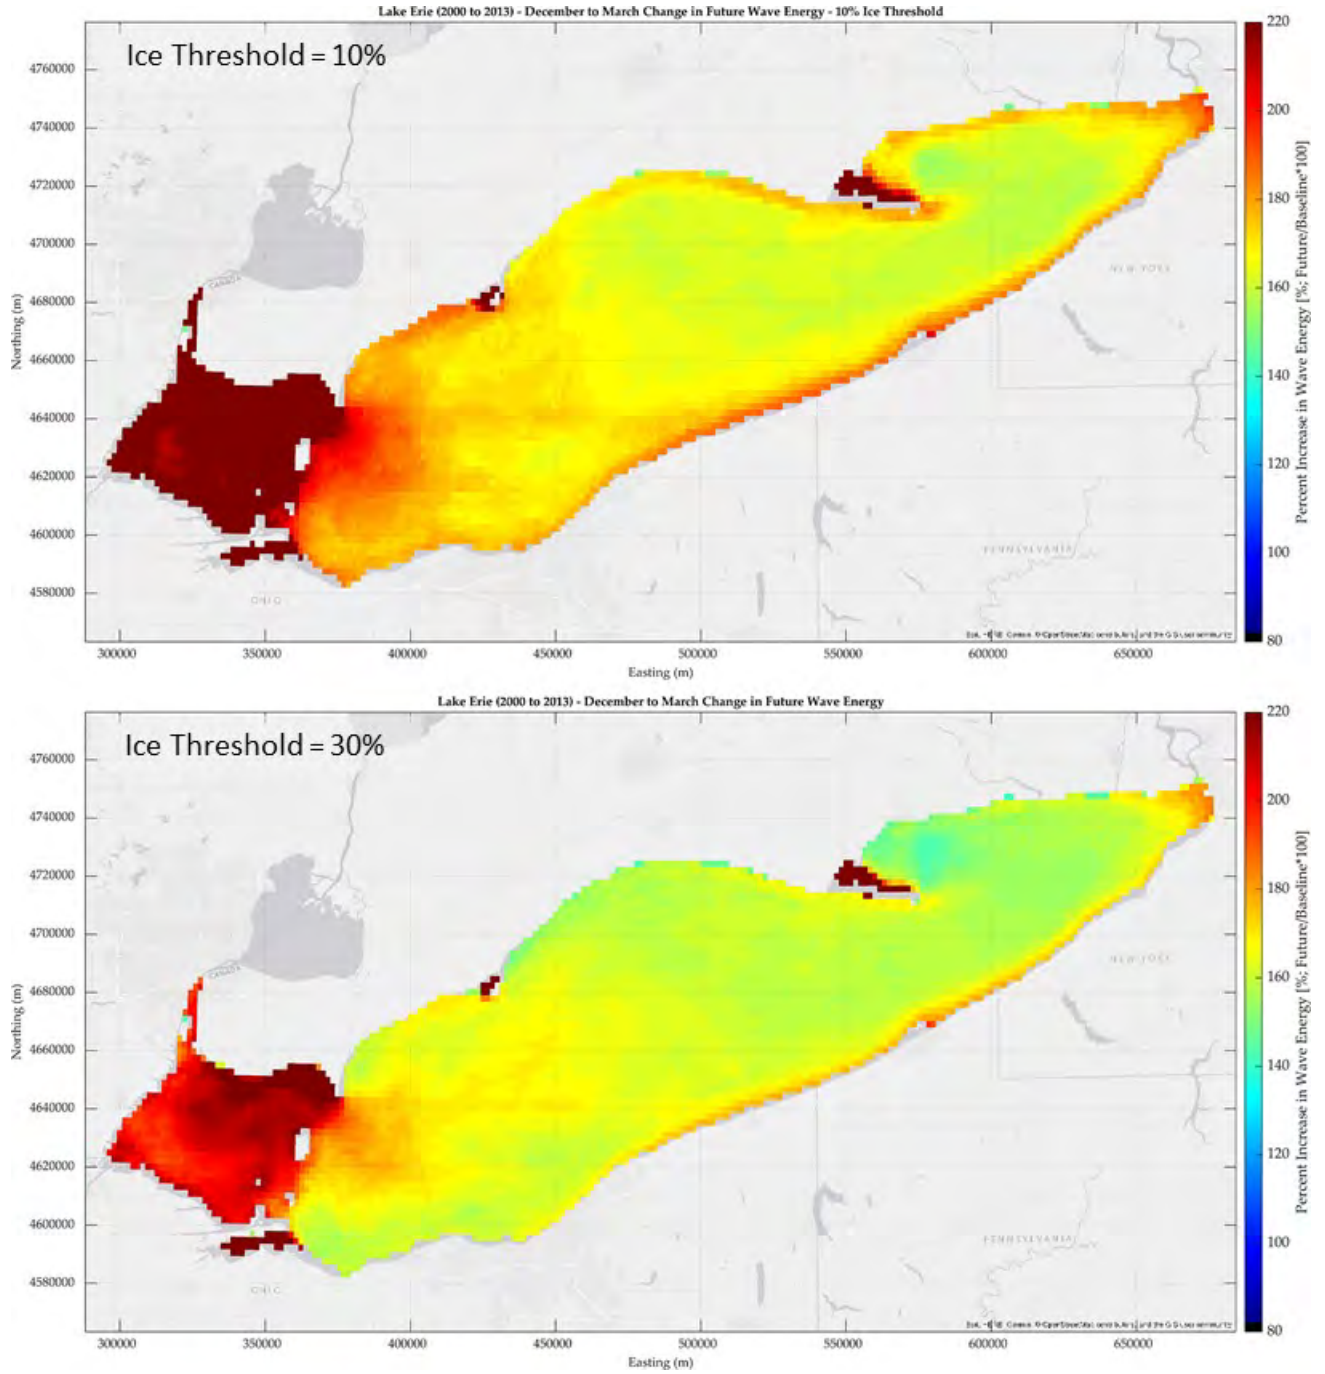 Lake Erie (2000 to 2013) - December to March Change in Future Wave Energy - 10% Ice Threshold
Ice Threshold = 10%
4760000
4740000
4720000
4700000
4680000
4660000
4640000
4620000
4600000
4580000
Northing (m)
CANADA
NEW YORK
PENNSYLVANIA
OHIO
300000 350000 400000 450000 500000 550000 600000 650000
Easting (m)
220
200
180
160
140
120
100
80
Percent Increase in Wave Energy [%; Future/Baseline*100]
Lake Erie (2000 to 2013) - December to March Change in Future Wave Energy
Ice Threshold = 30%
4760000
4740000
4720000
4700000
4680000
4660000
4640000
4620000
4600000
4580000
Northing (m)
CANADA
NEW YORK
PENNSYLVANIA
OHIO
300000 350000 400000 450000 500000 550000 600000 650000
Easting (m)
220
200
180
160
140
120
100
80
Percent Increase in Wave Energy [%; Future/Baseline*100]